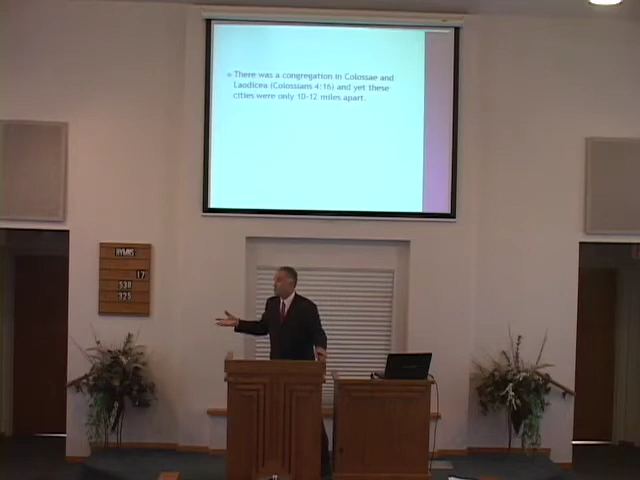 There was a congregation in Colossae and
Laodicea (Colossians 4:16) and yet these
cities were only 10-12 miles apart.
HYMNS
17
538
325